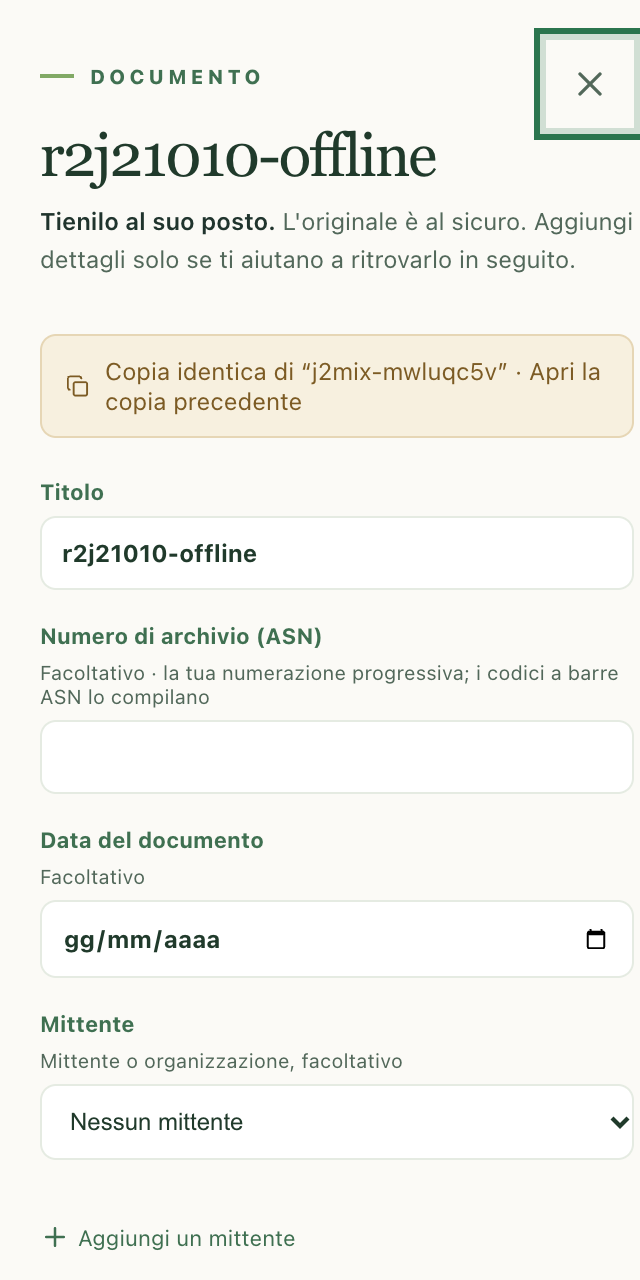 DOCUMENTO
r2j21010-offline
Tienilo al suo posto. L'originale è al sicuro. Aggiungi
dettagli solo se ti aiutano a ritrovarlo in seguito.
Copia identica di “j2mix-mwluqc5v” · Apri la
copia precedente
Titolo
r2j21010-offline
Numero di archivio (ASN)
Facoltativo · la tua numerazione progressiva; i codici a barre
ASN lo compilano
Data del documento
Facoltativo
gg/mm/aaaa
Mittente
Mittente o organizzazione, facoltativo
Nessun mittente
Aggiungi un mittente